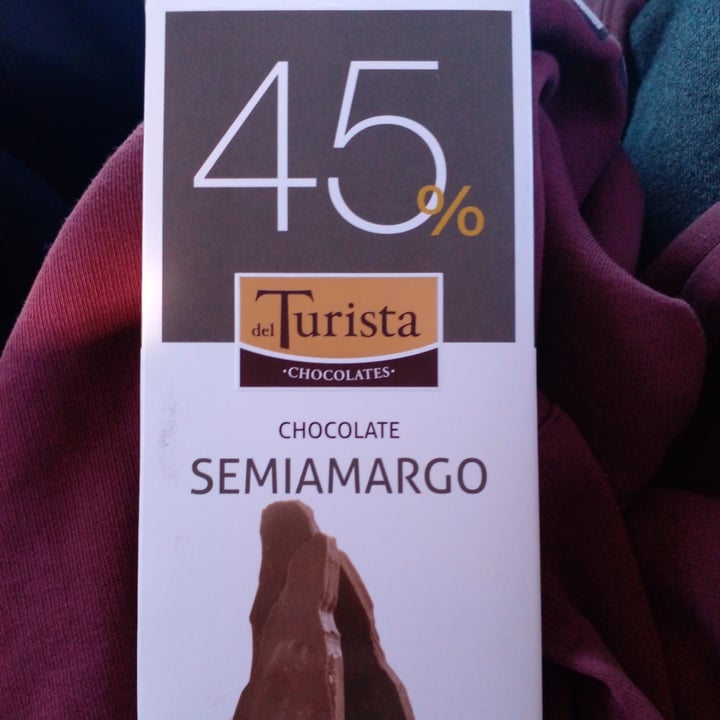 45%
del Turista
·CHOCOLATES·
CHOCOLATE
SEMIAMARGO